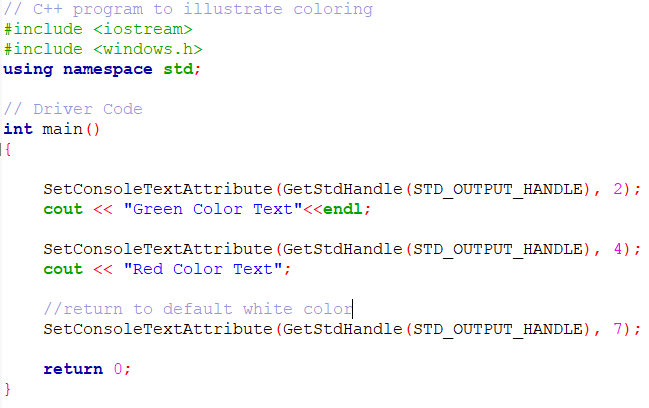 // C++ program to illustrate coloring
#include <iostream>
#include <windows.h>
using namespace std;
// Driver Code
int main()
{
SetConsoleTextAttribute(GetStdHandle(STD_OUTPUT_HANDLE), 2);
cout << "Green Color Text"<<endl;
SetConsoleTextAttribute(GetStdHandle(STD_OUTPUT_HANDLE), 4);
cout << "Red Color Text";
//return to default white color
SetConsoleTextAttribute(GetStdHandle(STD_OUTPUT_HANDLE), 7);
return 0;
}